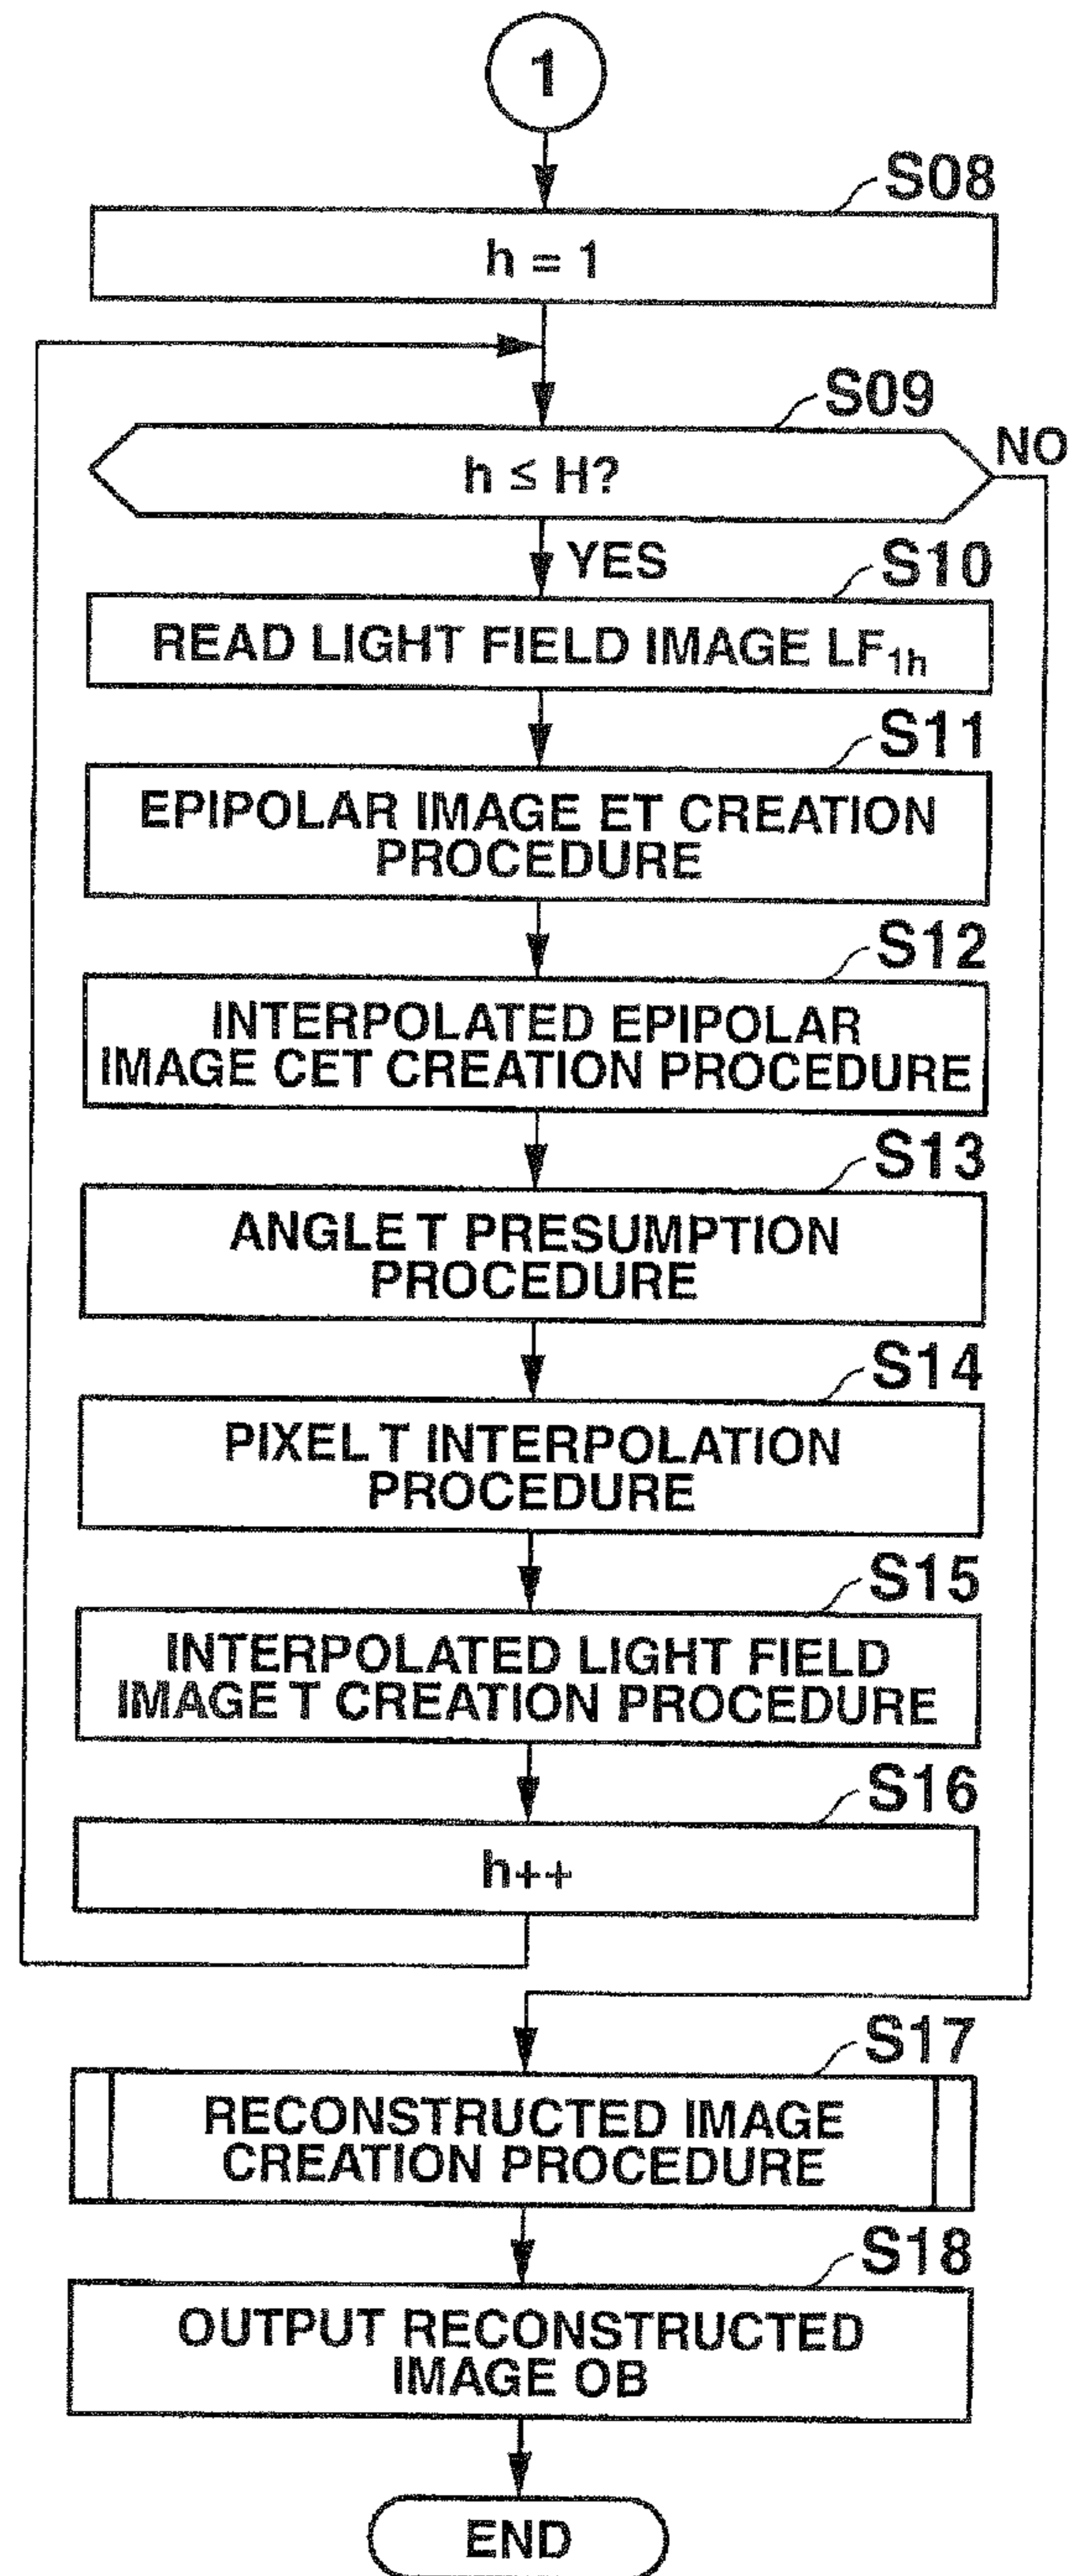 1
S08
h = 1
S09
h ≤ H?
NO
YES
S10
READ LIGHT FIELD IMAGE LF1h
S11
EPIPOLAR IMAGE ET CREATION
PROCEDURE
S12
INTERPOLATED EPIPOLAR
IMAGE CET CREATION PROCEDURE
S13
ANGLE T PRESUMPTION
PROCEDURE
S14
PIXEL T INTERPOLATION
PROCEDURE
S15
INTERPOLATED LIGHT FIELD
IMAGE T CREATION PROCEDURE
S16
h++
S17
RECONSTRUCTED IMAGE
CREATION PROCEDURE
S18
OUTPUT RECONSTRUCTED
IMAGE OB
END